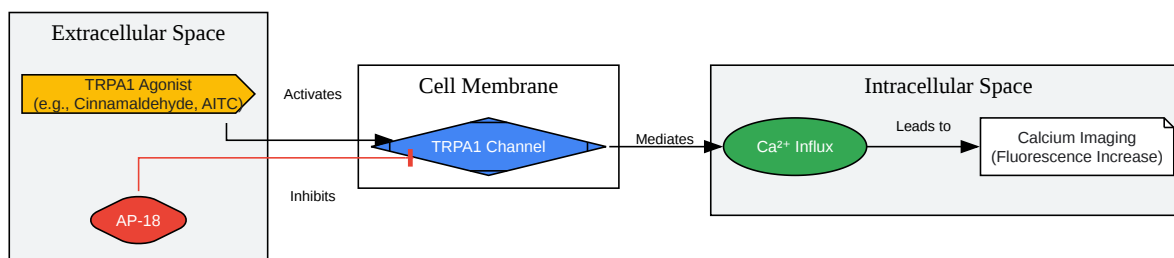 Extracellular Space
TRPA1 Agonist
(e.g., Cinnamaldehyde, AITC)
AP-18
Activates
Inhibits
Cell Membrane
TRPA1 Channel
Mediates
Intracellular Space
Ca²⁺ Influx
Leads to
Calcium Imaging
(Fluorescence Increase)